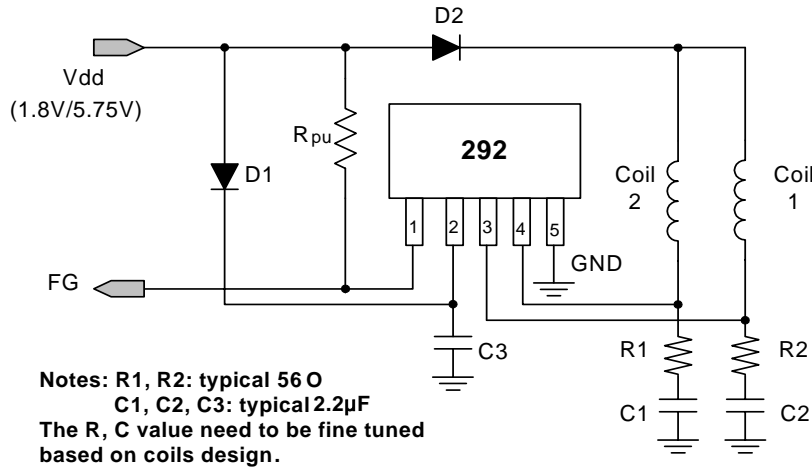 D2
Vdd
(1.8V/5.75V)
Rpu
292
D1
Coil
2
Coil
1
1 2 3 4 5
FG
GND
C3
R1
R2
C1
C2
Notes: R1, R2: typical 56 O
C1, C2, C3: typical 2.2µF
The R, C value need to be fine tuned
based on coils design.